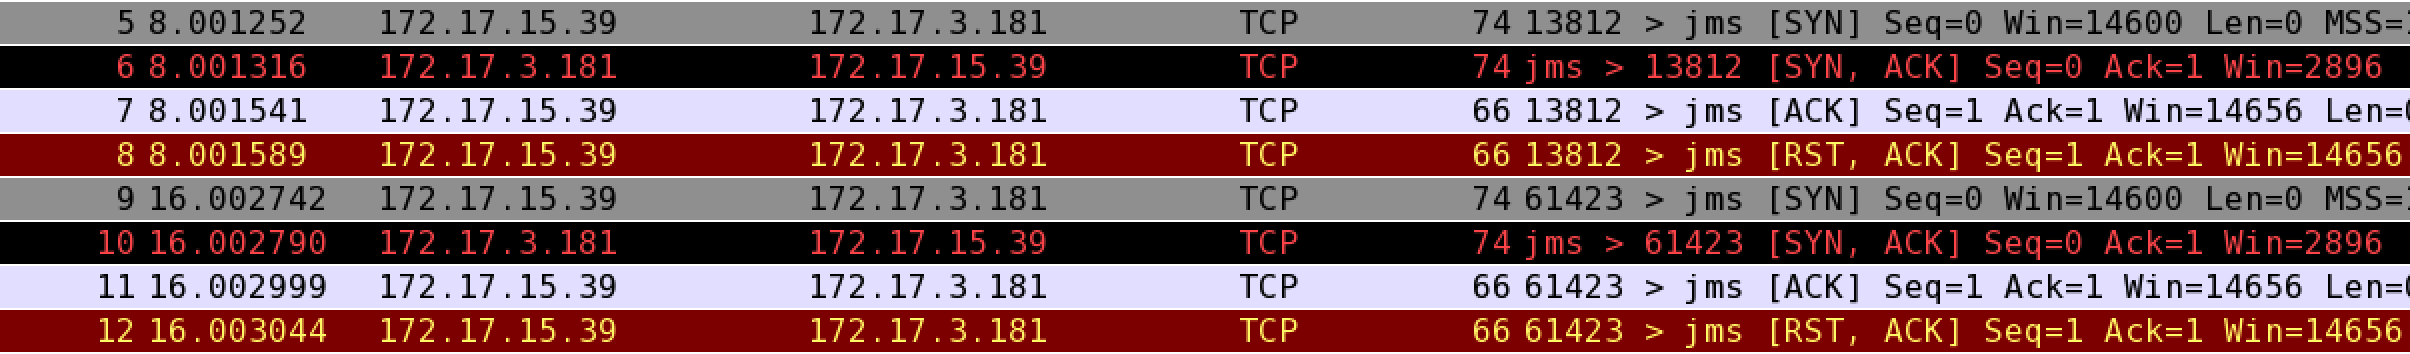 5 8.001252 172.17.15.39 172.17.3.181 TCP 74 13812 > jms [SYN] Seq=0 Win=14600 Len=0 MSS=
6 8.001316 172.17.3.181 172.17.15.39 TCP 74 jms > 13812 [SYN, ACK] Seq=0 Ack=1 Win=2896
7 8.001541 172.17.15.39 172.17.3.181 TCP 66 13812 > jms [ACK] Seq=1 Ack=1 Win=14656 Len=0
8 8.001589 172.17.15.39 172.17.3.181 TCP 66 13812 > jms [RST, ACK] Seq=1 Ack=1 Win=14656
9 16.002742 172.17.15.39 172.17.3.181 TCP 74 61423 > jms [SYN] Seq=0 Win=14600 Len=0 MSS=
10 16.002790 172.17.3.181 172.17.15.39 TCP 74 jms > 61423 [SYN, ACK] Seq=0 Ack=1 Win=2896
11 16.002999 172.17.15.39 172.17.3.181 TCP 66 61423 > jms [ACK] Seq=1 Ack=1 Win=14656 Len=0
12 16.003044 172.17.15.39 172.17.3.181 TCP 66 61423 > jms [RST, ACK] Seq=1 Ack=1 Win=14656